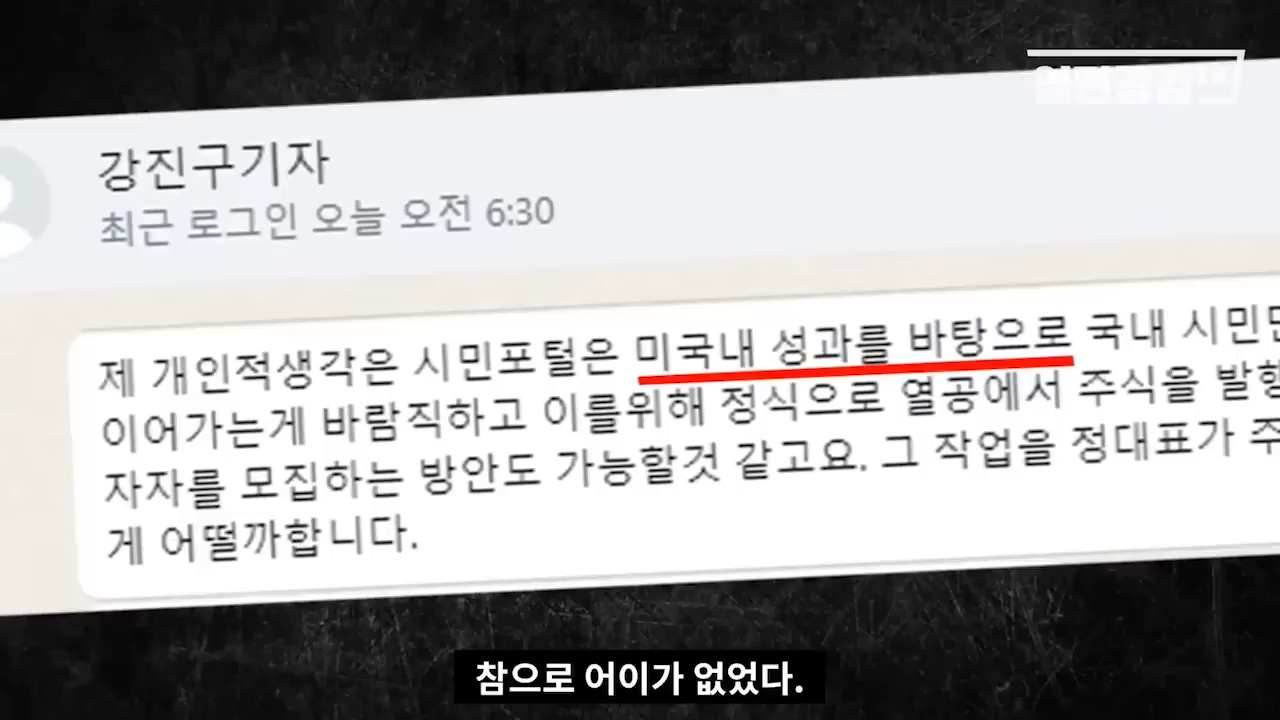 강진구기자
최근 로그인 오늘 오전 6:30
제 개인적생각은 시민포털은 미국내 성과를 바탕으로 국내
이어가는게 바람직하고 이를위해 정식으로 열공에서 주식을
자자를 모집하는 방안도 가능할것 같고요. 그 작업을 정대표가
게 어떨까합니다.
참으로 어이가 없었다.